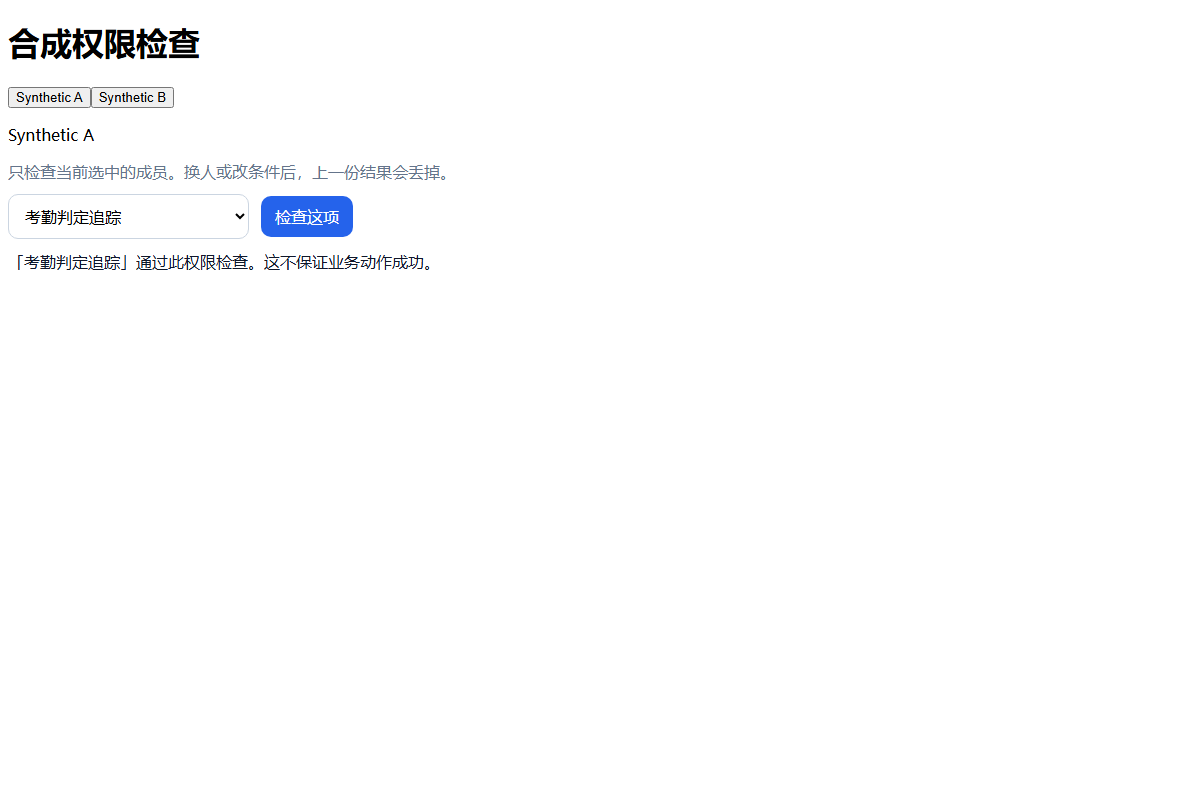 合成权限检查
Synthetic A Synthetic B
Synthetic A
只检查当前选中的成员。换人或改条件后，上一份结果会丢掉。
考勤判定追踪 检查这项
「考勤判定追踪」通过此权限检查。这不保证业务动作成功。